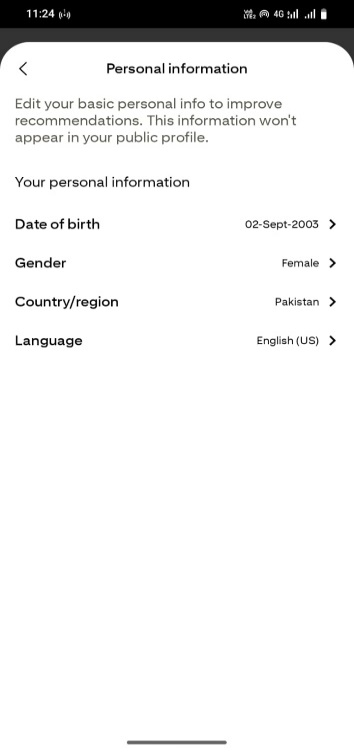 11:24
4G
Personal information
Edit your basic personal info to improve
recommendations. This information won't
appear in your public profile.
Your personal information
Date of birth 02-Sept-2003
Gender Female
Country/region Pakistan
Language English (US)